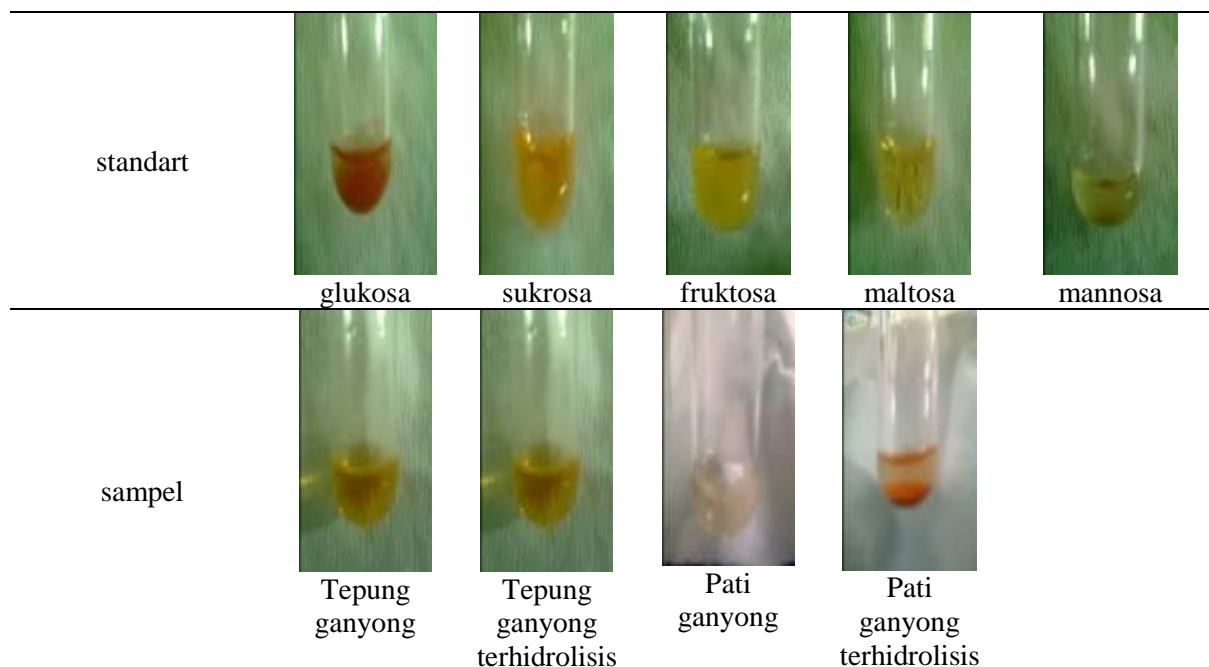 standart
glukosa sukrosa fruktosa maltosa mannosa
sampel
Tepung ganyong
Tepung ganyong terhidrolisis
Pati ganyong
Pati ganyong terhidrolisis